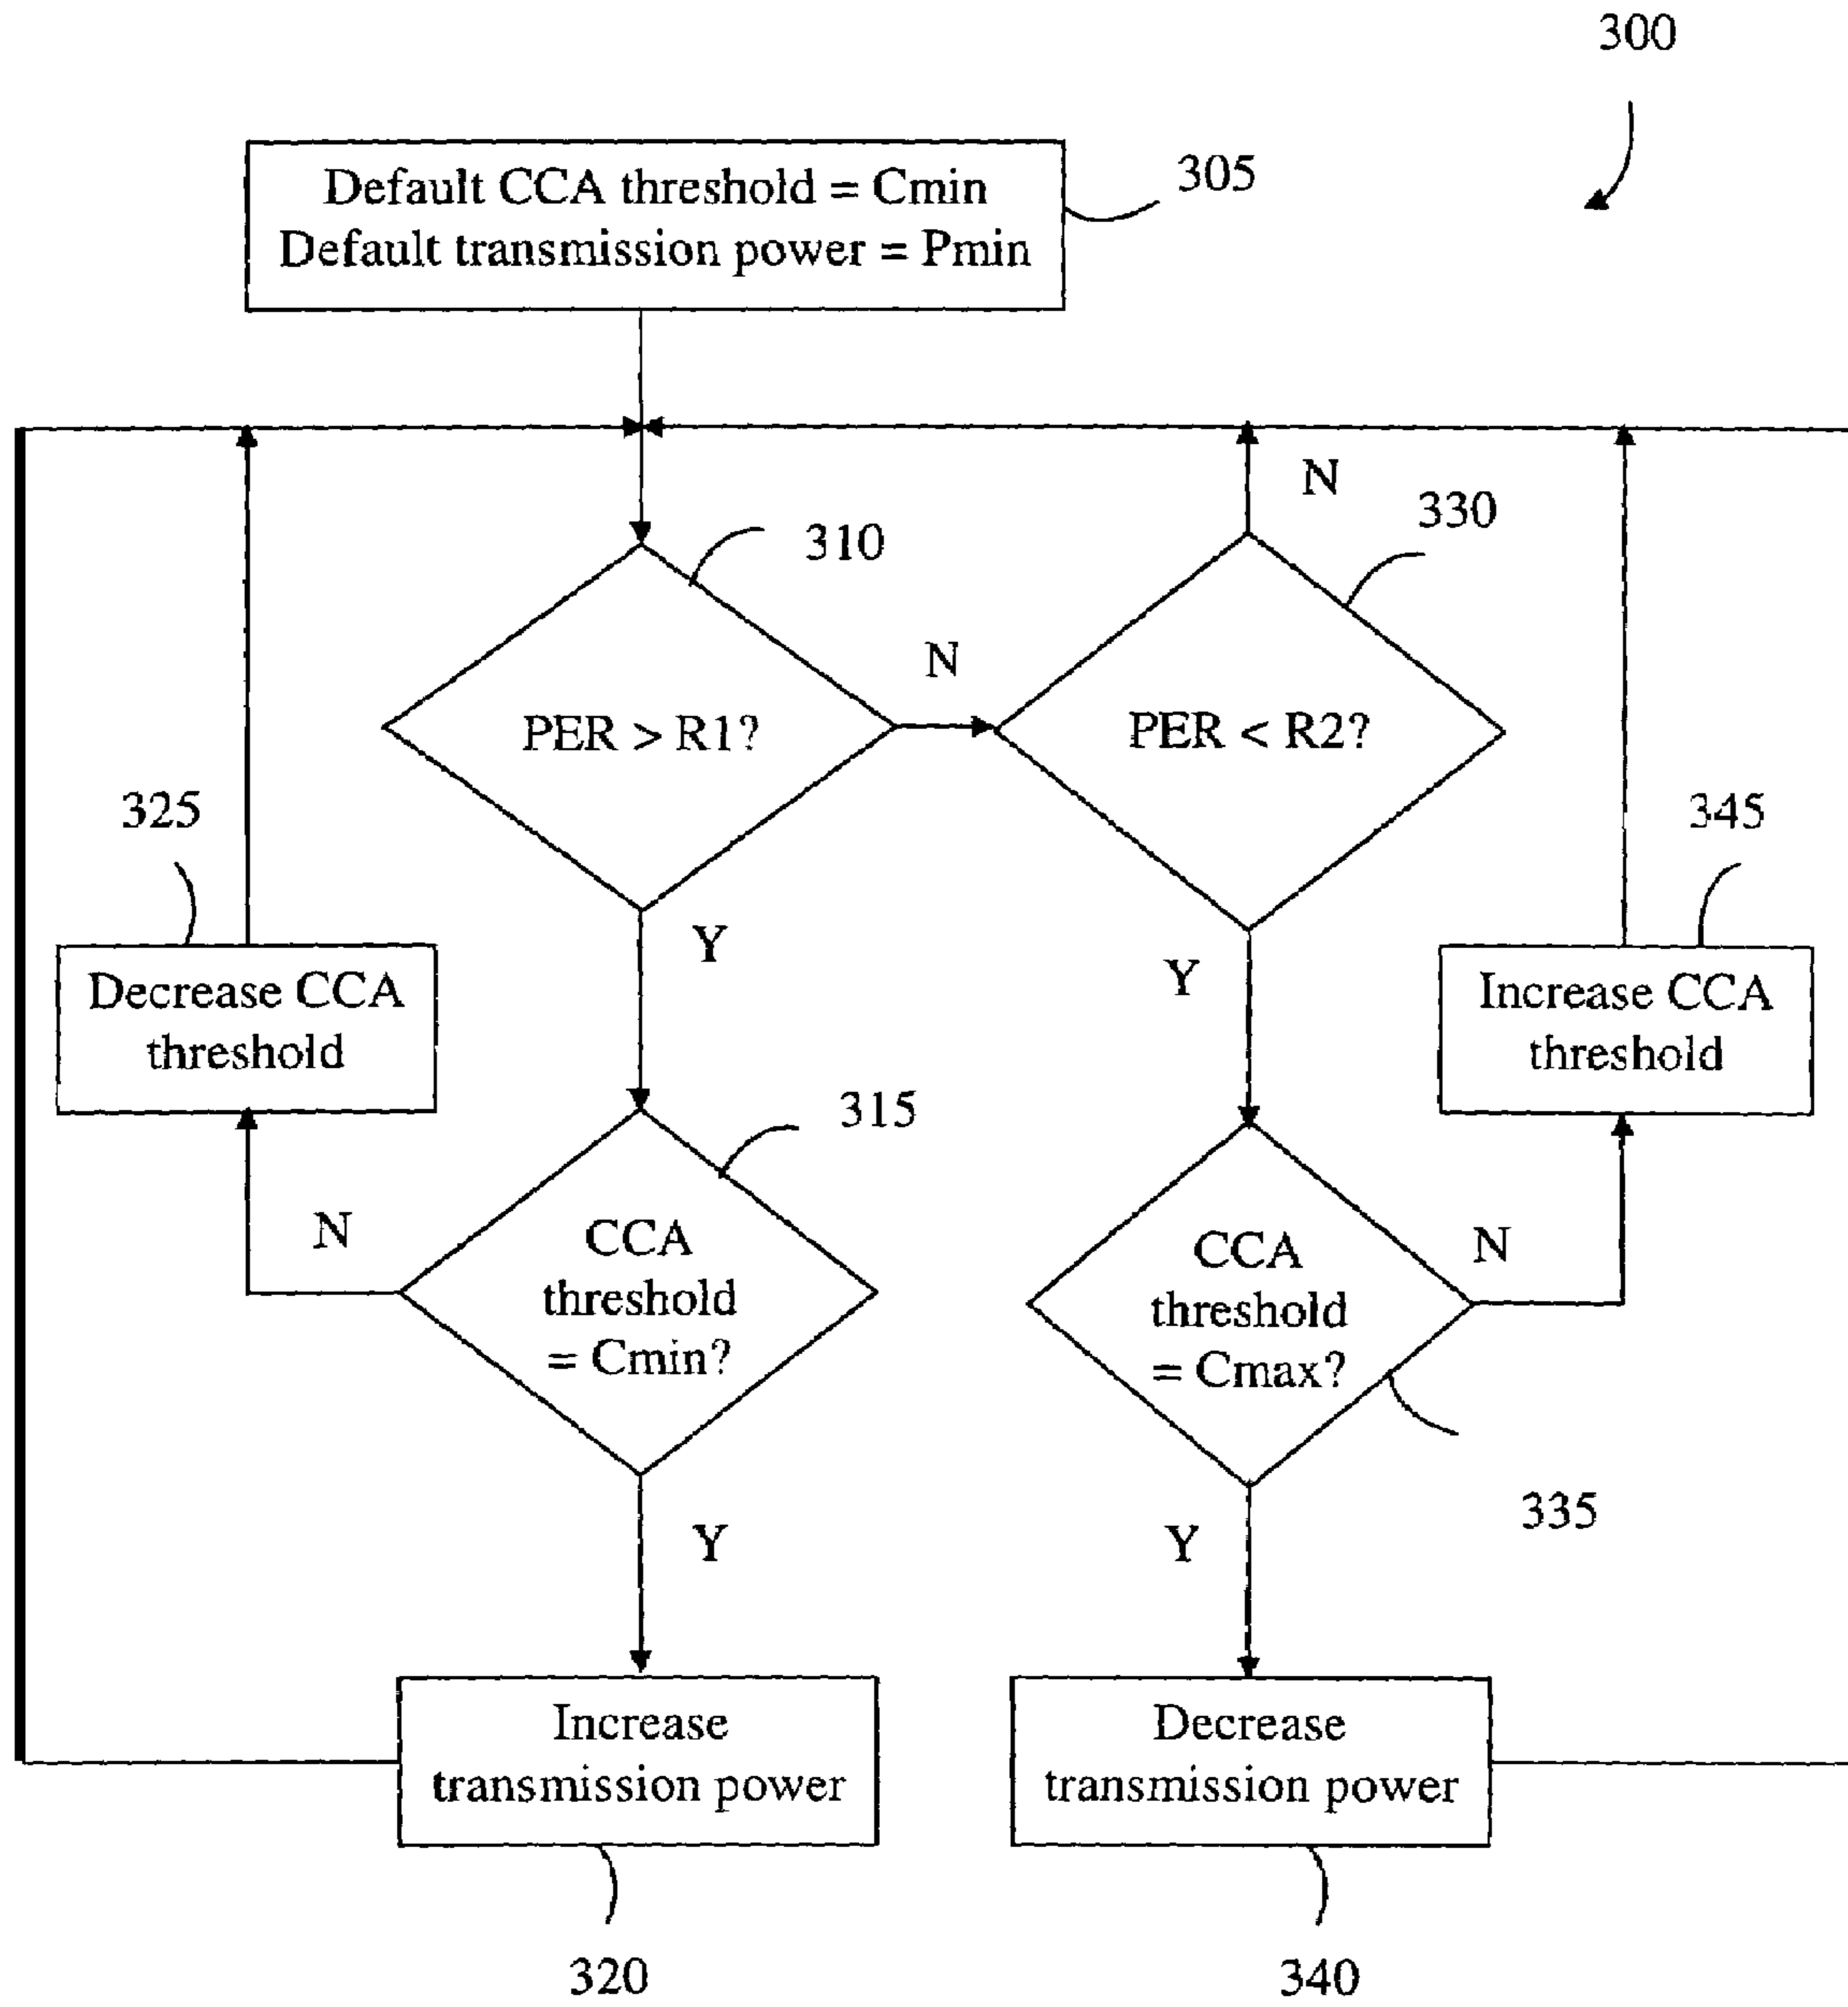 300
Default CCA threshold = Cmin
Default transmission power = Pmin
305
N
330
310
N
PER > R1?
PER < R2?
325
345
Y
Y
Decrease CCA
threshold
Increase CCA
threshold
315
N
CCA
threshold
= Cmin?
CCA
threshold
= Cmax?
N
335
Y
Y
Increase
transmission power
Decrease
transmission power
320
340